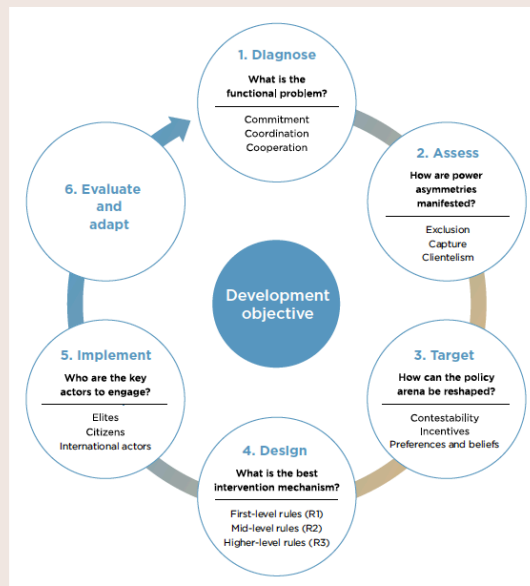 1. Diagnose
What is the
functional problem?
Commitment
Coordination
Cooperation
2. Assess
How are power
asymmetries
manifested?
Exclusion
Capture
Clientelism
3. Target
How can the policy
arena be reshaped?
Contestability
Incentives
Preferences and beliefs
4. Design
What is the best
intervention mechanism?
First-level rules (R1)
Mid-level rules (R2)
Higher-level rules (R3)
5. Implement
Who are the key
actors to engage?
Elites
Citizens
International actors
6. Evaluate
and
adapt
Development
objective